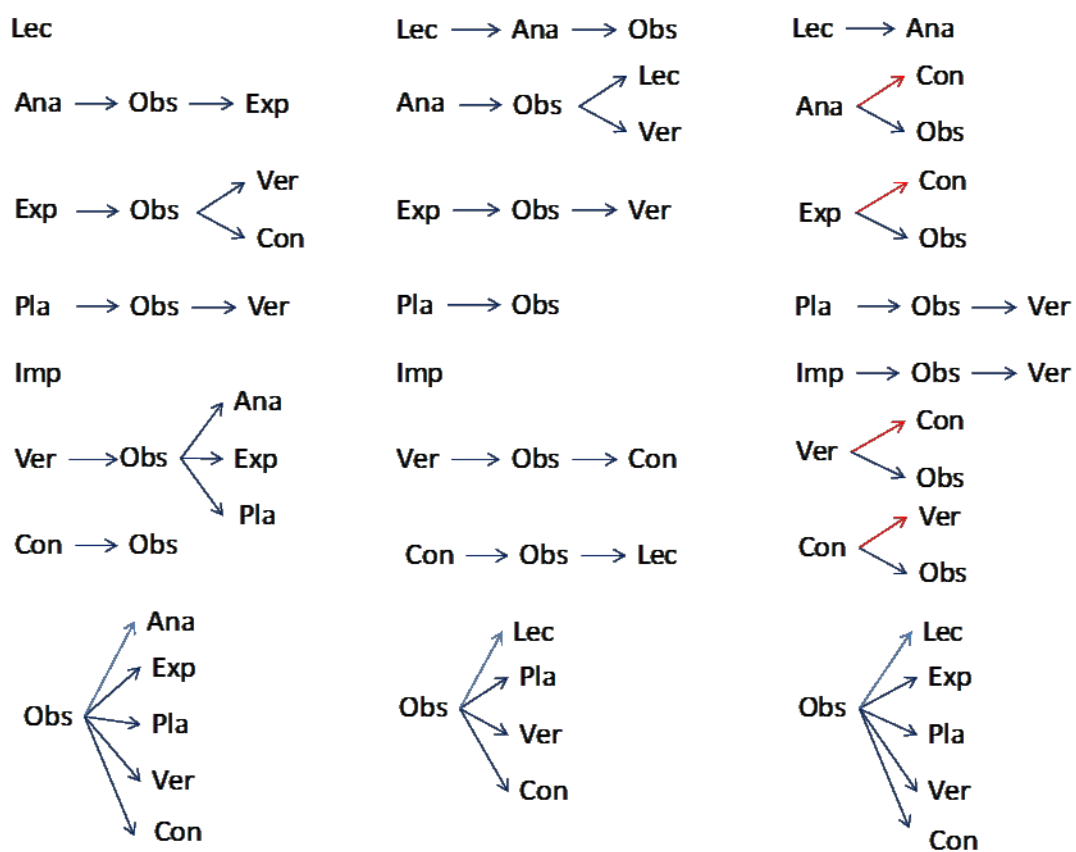 Lec
Ana Obs Exp
Exp Obs Ver Con
Pla Obs Ver
Imp
Ver Obs Ana Exp Pla
Con Obs
Obs Ana Exp Pla Ver Con
Lec Ana Obs
Ana Obs Lec Ver
Exp Obs Ver
Pla Obs
Imp
Ver Obs Con
Con Obs Lec
Obs Lec Pla Ver Con
Lec Ana
Ana Con Obs
Exp Con Obs
Pla Obs Ver
Imp Obs Ver
Ver Con Obs
Con Ver Obs
Obs Lec Exp Pla Ver Con